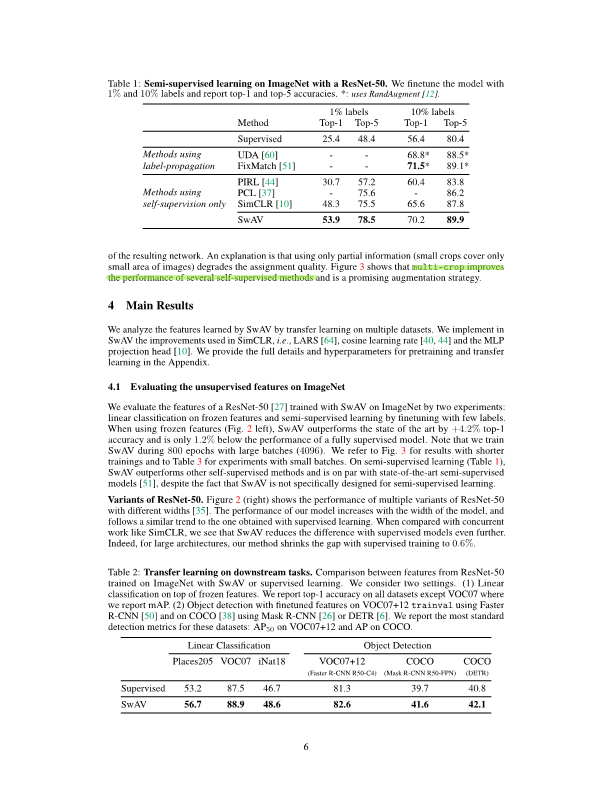 Table 1: Semi-supervised learning on ImageNet with a ResNet-50. We finetune the model with
1% and 10% labels and report top-1 and top-5 accuracies. *: uses RandAugment [12].
1% labels 10% labels
Method Top-1 Top-5 Top-1 Top-5
Supervised 25.4 48.4 56.4 80.4
Methods using UDA [60] - - 68.8* 88.5*
label-propagation FixMatch [51] - - 71.5* 89.1*
PIRL [44] 30.7 57.2 60.4 83.8
Methods using PCL [37] - 75.6 - 86.2
self-supervision only SimCLR [10] 48.3 75.5 65.6 87.8
SwAV 53.9 78.5 70.2 89.9
of the resulting network. An explanation is that using only partial information (small crops cover only
small area of images) degrades the assignment quality. Figure 3 shows that multi-crop improves
the performance of several self-supervised methods and is a promising augmentation strategy.
4 Main Results
We analyze the features learned by SwAV by transfer learning on multiple datasets. We implement in
SwAV the improvements used in SimCLR, i.e., LARS [64], cosine learning rate [40, 44] and the MLP
projection head [10]. We provide the full details and hyperparameters for pretraining and transfer
learning in the Appendix.
4.1 Evaluating the unsupervised features on ImageNet
We evaluate the features of a ResNet-50 [27] trained with SwAV on ImageNet by two experiments:
linear classification on frozen features and semi-supervised learning by finetuning with few labels.
When using frozen features (Fig. 2 left), SwAV outperforms the state of the art by +4.2% top-1
accuracy and is only 1.2% below the performance of a fully supervised model. Note that we train
SwAV during 800 epochs with large batches (4096). We refer to Fig. 3 for results with shorter
trainings and to Table 3 for experiments with small batches. On semi-supervised learning (Table 1),
SwAV outperforms other self-supervised methods and is on par with state-of-the-art semi-supervised
models [51], despite the fact that SwAV is not specifically designed for semi-supervised learning.
Variants of ResNet-50. Figure 2 (right) shows the performance of multiple variants of ResNet-50
with different widths [35]. The performance of our model increases with the width of the model, and
follows a similar trend to the one obtained with supervised learning. When compared with concurrent
work like SimCLR, we see that SwAV reduces the difference with supervised models even further.
Indeed, for large architectures, our method shrinks the gap with supervised training to 0.6%.
Table 2: Transfer learning on downstream tasks. Comparison between features from ResNet-50
trained on ImageNet with SwAV or supervised learning. We consider two settings. (1) Linear
classification on top of frozen features. We report top-1 accuracy on all datasets except VOC07 where
we report mAP. (2) Object detection with finetuned features on VOC07+12 trainval using Faster
R-CNN [50] and on COCO [38] using Mask R-CNN [26] or DETR [6]. We report the most standard
detection metrics for these datasets: AP50 on VOC07+12 and AP on COCO.
Linear Classification Object Detection
Places205 VOC07 iNat18 VOC07+12 COCO COCO
(Faster R-CNN R50-C4) (Mask R-CNN R50-FPN) (DETR)
Supervised 53.2 87.5 46.7 81.3 39.7 40.8
SwAV 56.7 88.9 48.6 82.6 41.6 42.1
6